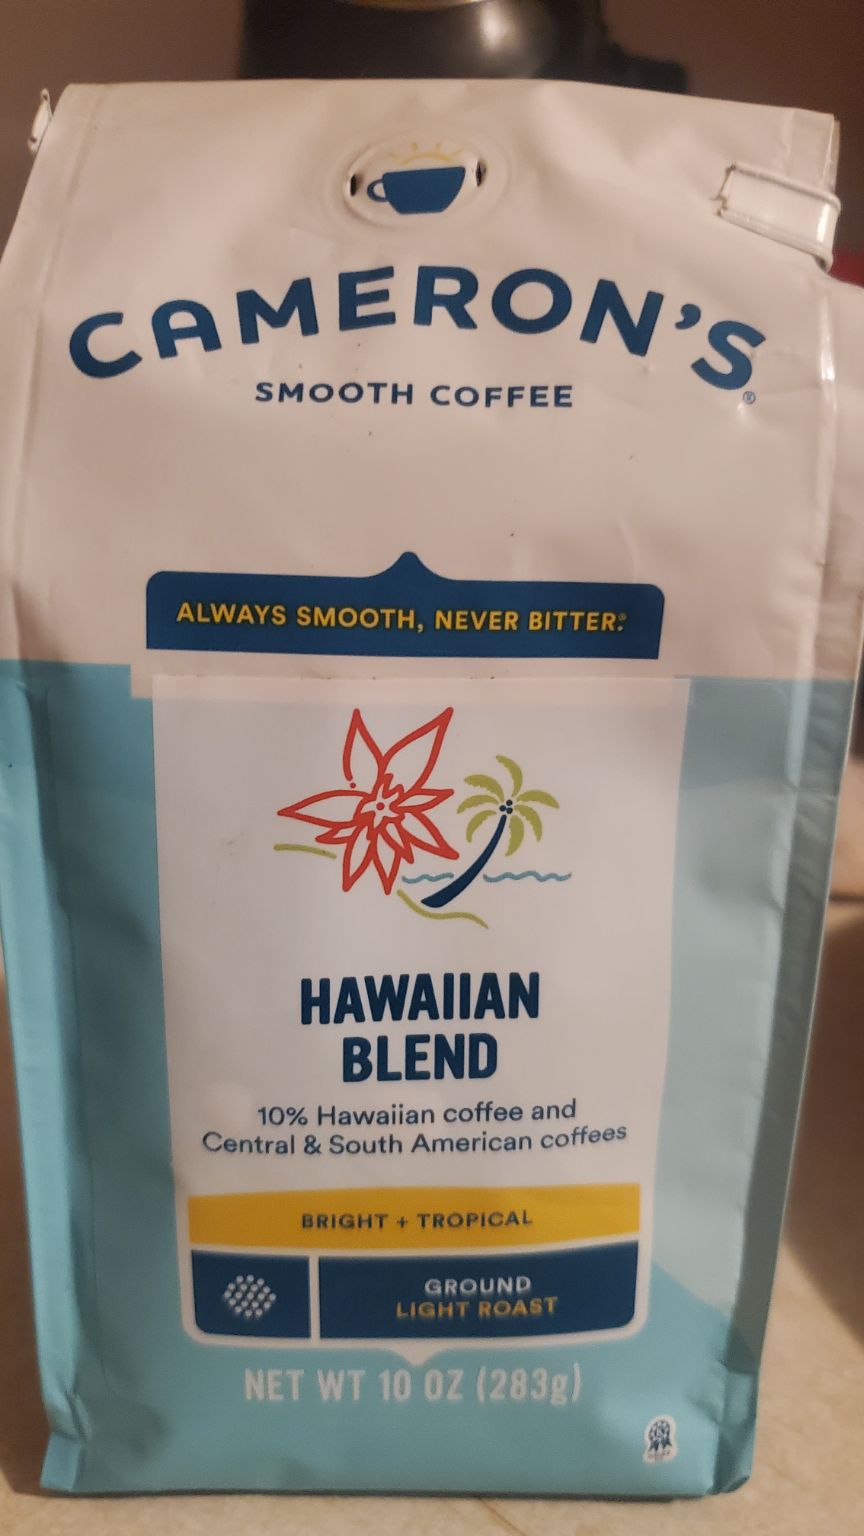 CAMERON'S®
SMOOTH COFFEE
ALWAYS SMOOTH, NEVER BITTER.®
HAWAIIAN
BLEND
10% Hawaiian coffee and
Central & South American coffees
BRIGHT + TROPICAL
GROUND
LIGHT ROAST
NET WT 10 OZ (283g)